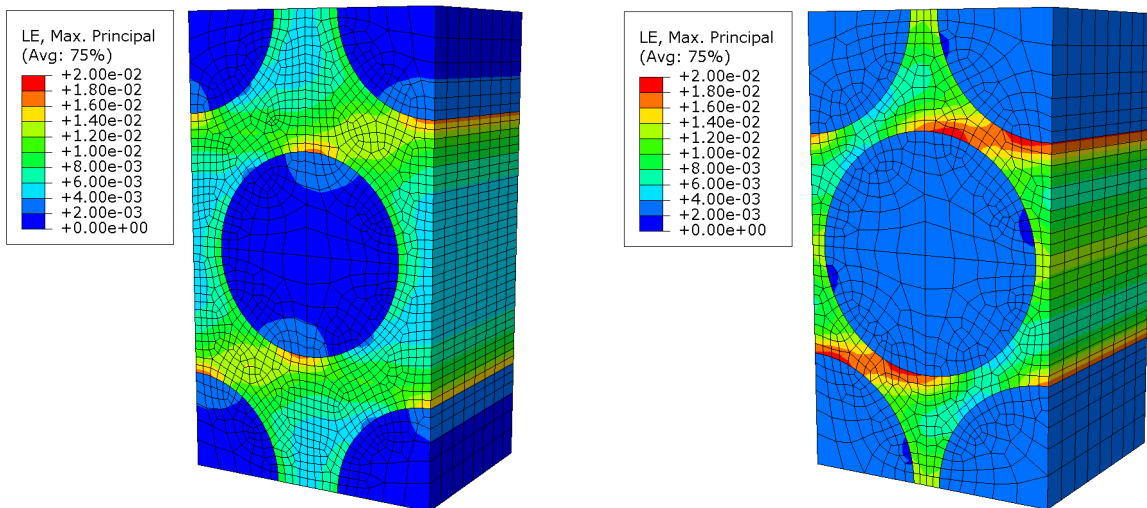 LE, Max. Principal
(Avg: 75%)
+2.00e-02
+1.80e-02
+1.60e-02
+1.40e-02
+1.20e-02
+1.00e-02
+8.00e-03
+6.00e-03
+4.00e-03
+2.00e-03
+0.00e+00
LE, Max. Principal
(Avg: 75%)
+2.00e-02
+1.80e-02
+1.60e-02
+1.40e-02
+1.20e-02
+1.00e-02
+8.00e-03
+6.00e-03
+4.00e-03
+2.00e-03
+0.00e+00